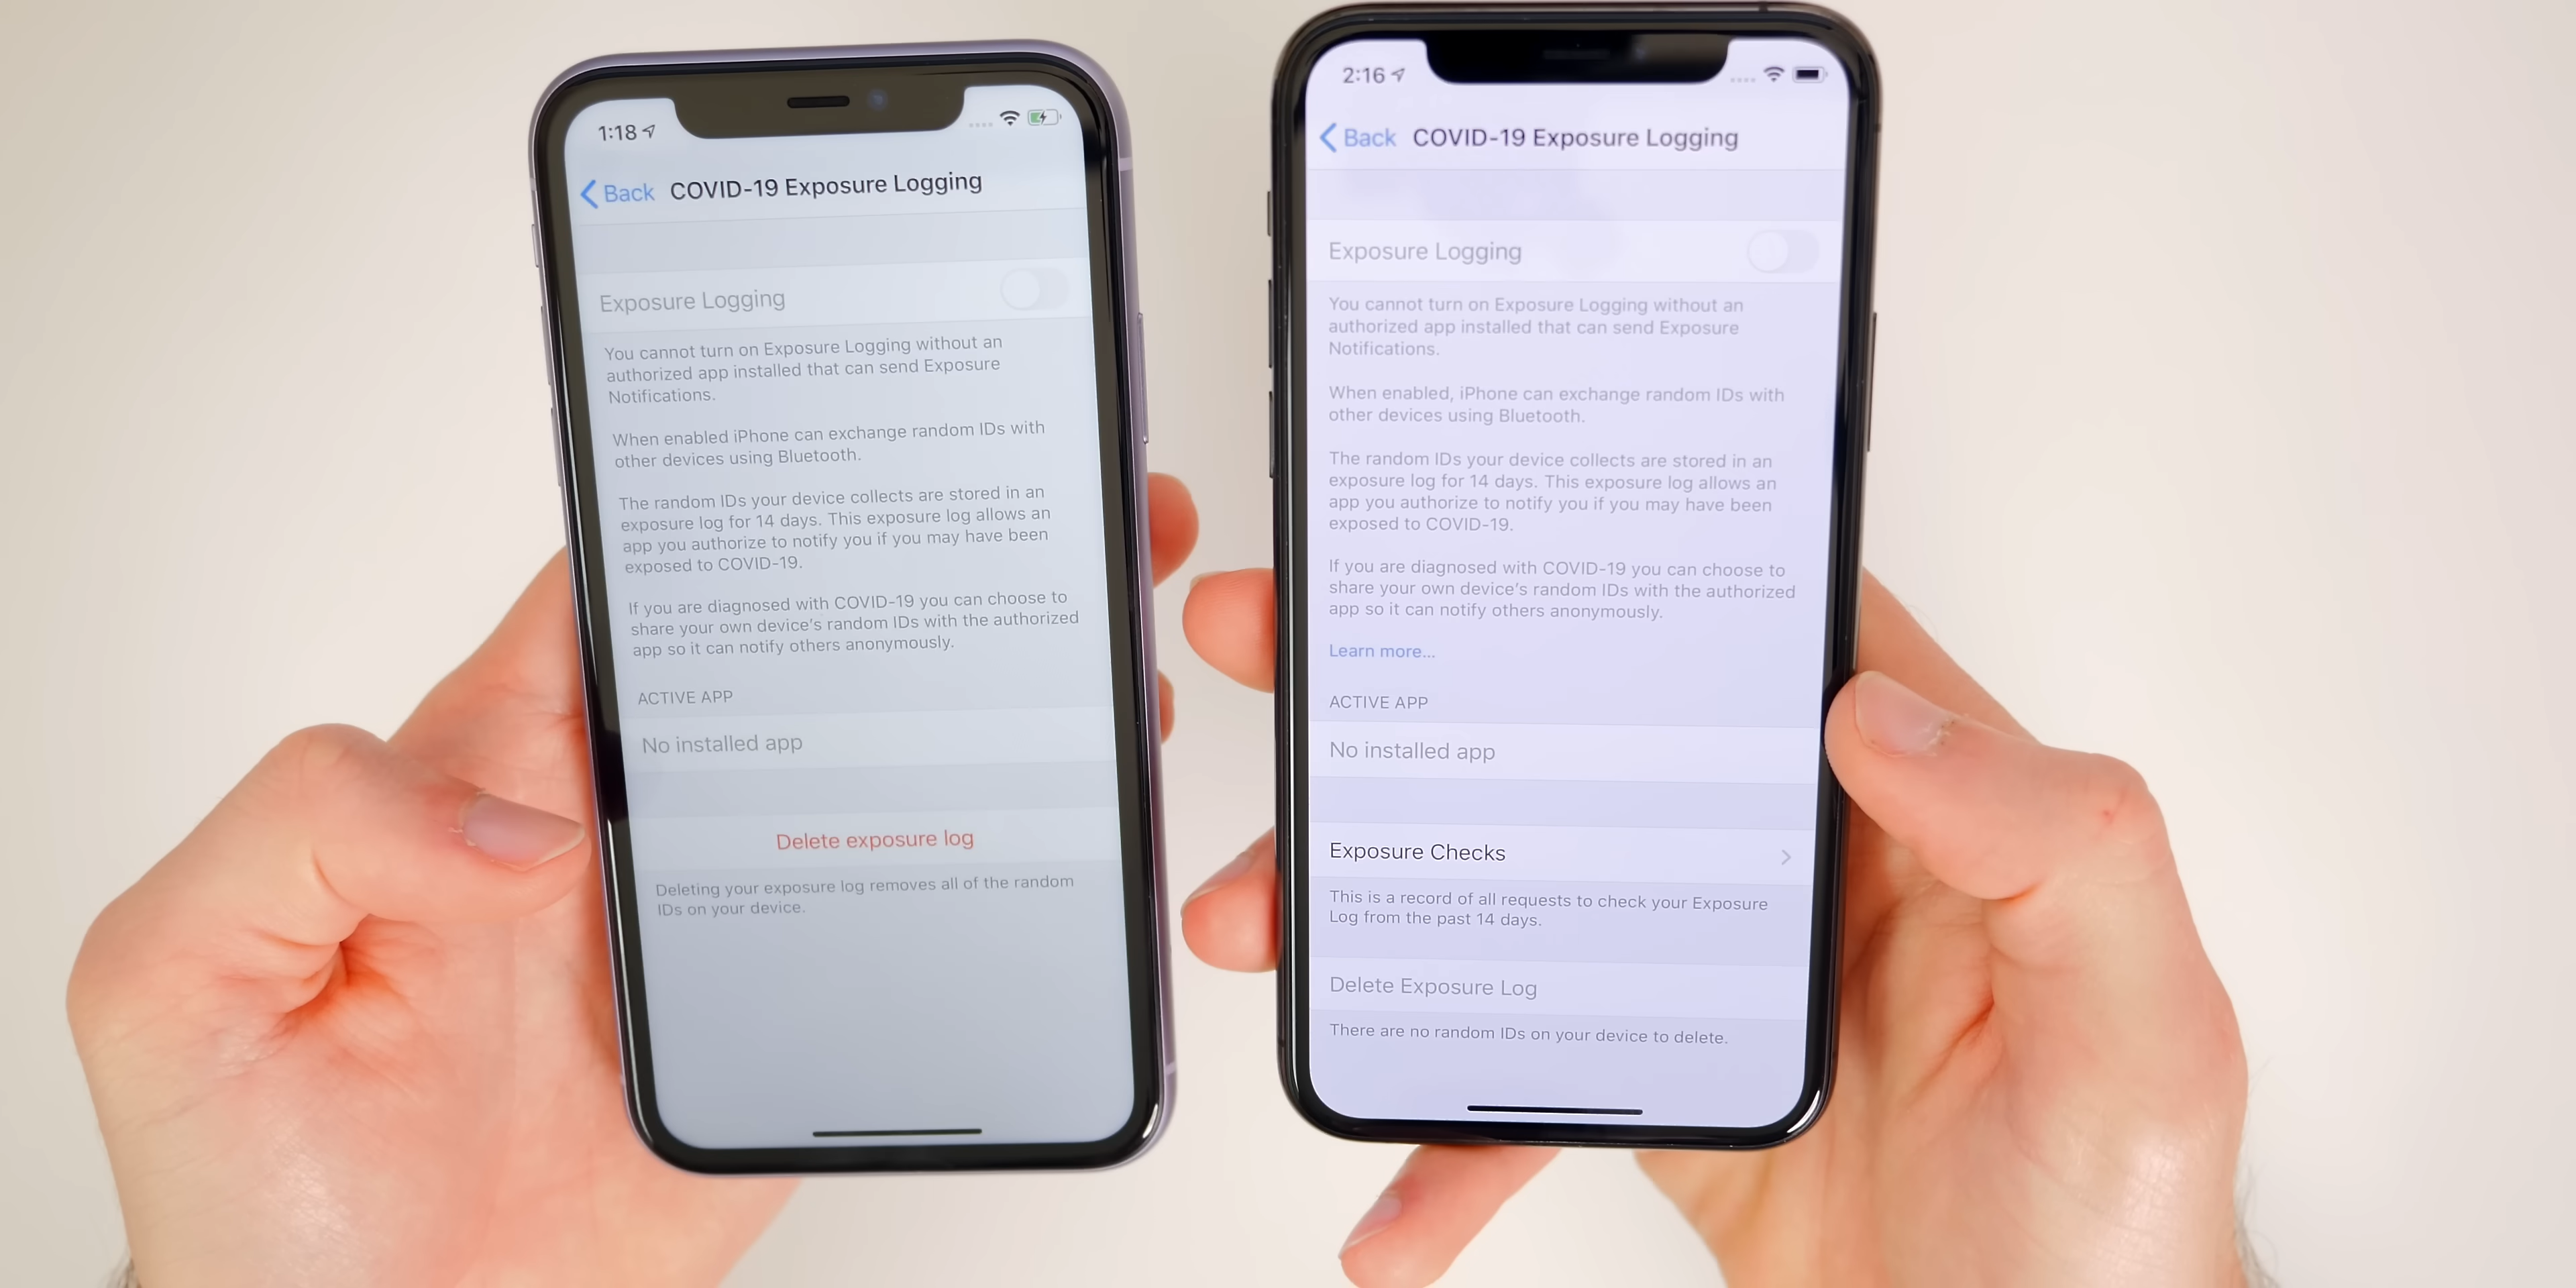 1:18
Back COVID-19 Exposure Logging
Exposure Logging
You cannot turn on Exposure Logging without an
authorized app installed that can send Exposure
Notifications.
When enabled iPhone can exchange random IDs with
other devices using Bluetooth.
The random IDs your device collects are stored in an
exposure log for 14 days. This exposure log allows an
app you authorize to notify you if you may have been
exposed to COVID-19.
If you are diagnosed with COVID-19 you can choose to
share your own device's random IDs with the authorized
app so it can notify others anonymously.
ACTIVE APP
No installed app
Delete exposure log
Deleting your exposure log removes all of the random
IDs on your device.
2:16
Back COVID-19 Exposure Logging
Exposure Logging
You cannot turn on Exposure Logging without an
authorized app installed that can send Exposure
Notifications.
When enabled, iPhone can exchange random IDs with
other devices using Bluetooth.
The random IDs your device collects are stored in an
exposure log for 14 days. This exposure log allows an
app you authorize to notify you if you may have been
exposed to COVID-19.
If you are diagnosed with COVID-19 you can choose to
share your own device's random IDs with the authorized
app so it can notify others anonymously.
Learn more...
ACTIVE APP
No installed app
Exposure Checks
This is a record of all requests to check your Exposure
Log from the past 14 days.
Delete Exposure Log
There are no random IDs on your device to delete.